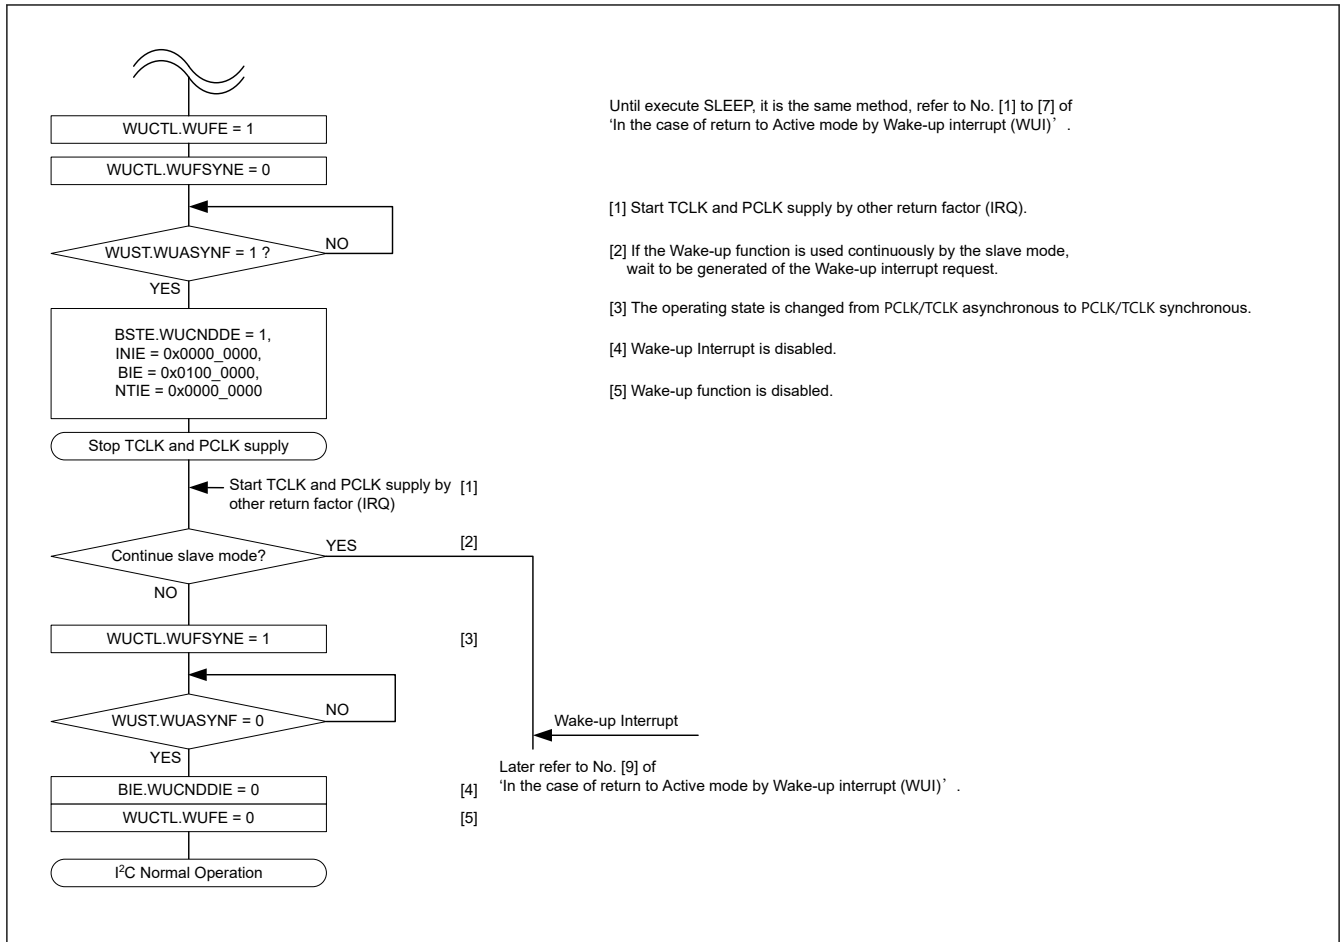 Until execute SLEEP, it is the same method, refer to No. [1] to [7] of
‘In the case of return to Active mode by Wake-up interrupt (WUI)’ .
WUCTL.WUFE = 1
WUCTL.WUFSYNE = 0
WUST.WUASYNF = 1 ?
NO
YES
BSTE.WUCNDDE = 1,
INIE = 0x0000_0000,
BIE = 0x0100_0000,
NTIE = 0x0000_0000
Stop TCLK and PCLK supply
Start TCLK and PCLK supply by
other return factor (IRQ)
[1]
Continue slave mode?
YES
[2]
NO
WUCTL.WUFSYNE = 1
[3]
WUST.WUASYNF = 0
NO
YES
BIE.WUCNDDIE = 0
[4]
WUCTL.WUFE = 0
[5]
I²C Normal Operation
Wake-up Interrupt
Later refer to No. [9] of
‘In the case of return to Active mode by Wake-up interrupt (WUI)’ .
[1] Start TCLK and PCLK supply by other return factor (IRQ).
[2] If the Wake-up function is used continuously by the slave mode,
wait to be generated of the Wake-up interrupt request.
[3] The operating state is changed from PCLK/TCLK asynchronous to PCLK/TCLK synchronous.
[4] Wake-up Interrupt is disabled.
[5] Wake-up function is disabled.